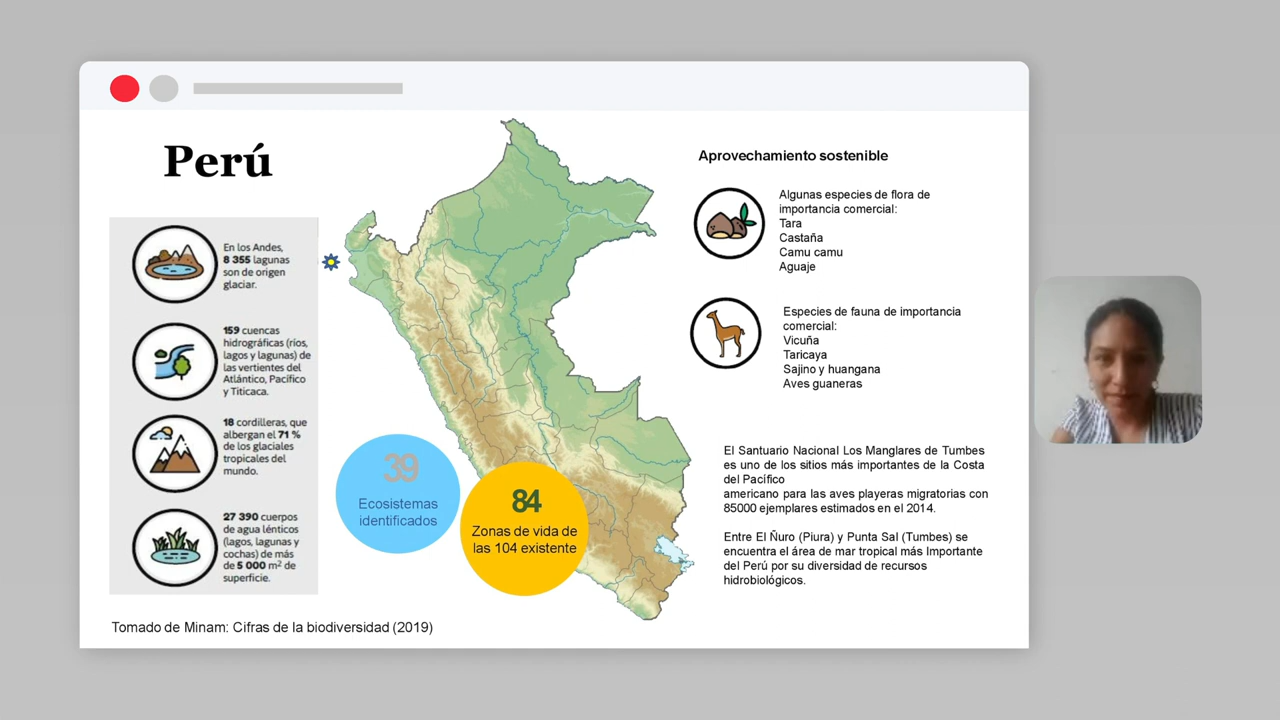 Perú
En los Andes,
8 355 lagunas
son de origen
glaciar.
159 cuencas
hidrográficas (ríos,
lagos y lagunas) de
las vertientes del
Atlántico, Pacífico
y Titicaca.
18 cordilleras, que
albergan el 71 %
de los glaciales
tropicales del
mundo.
27 390 cuerpos
de agua lénticos
(lagos, lagunas y
cochas) de más
de 5 000 m² de
superficie.
39
Ecosistemas
identificados
84
Zonas de vida de
las 104 existente
Aprovechamiento sostenible
Algunas especies de flora de
importancia comercial:
Tara
Castaña
Camu camu
Aguaje
Especies de fauna de importancia
comercial:
Vicuña
Taricaya
Sajino y huangana
Aves guaneras
El Santuario Nacional Los Manglares de Tumbes
es uno de los sitios más importantes de la Costa
del Pacífico
americano para las aves playeras migratorias con
85000 ejemplares estimados en el 2014.
Entre El Ñuro (Piura) y Punta Sal (Tumbes) se
encuentra el área de mar tropical más Importante
del Perú por su diversidad de recursos
hidrobiológicos.
Tomado de Minam: Cifras de la biodiversidad (2019)